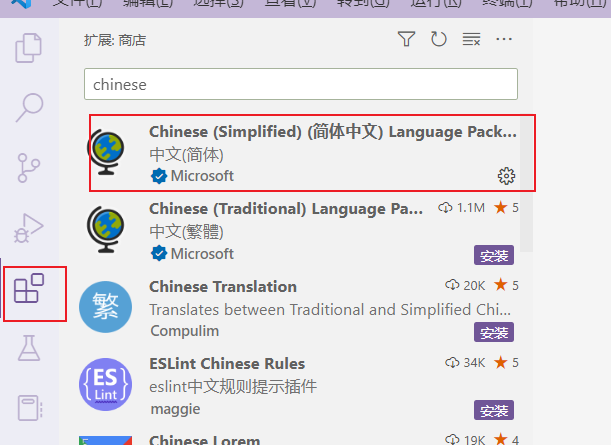 文件(F) 编辑(E) 选择(S) 查看(V) 转到(G) 运行(R) 终端(T) 帮助(H)
扩展: 商店
chinese
Chinese (Simplified) (简体中文) Language Pack...
中文(简体)
Microsoft
Chinese (Traditional) Language Pa... 1.1M 5
中文(繁體)
Microsoft 安装
繁
Chinese Translation 20K 5
Translates between Traditional and Simplified Chi...
Compulim 安装
{ES}
Lint
ESLint Chinese Rules 34K 5
eslint中文规则提示插件
maggie 安装
Chinese Lorem 19K 4